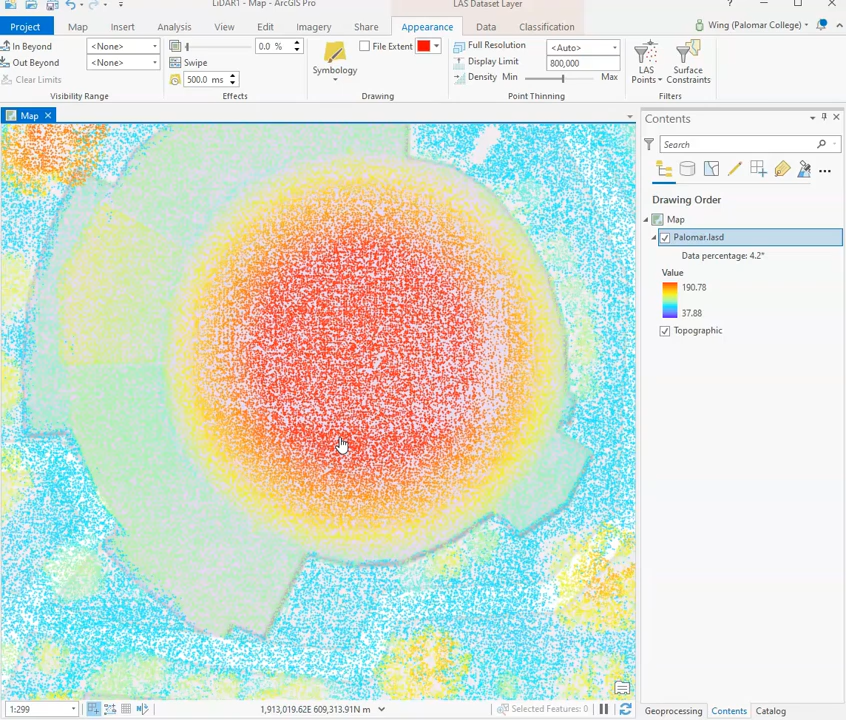 LiDAR1 - Map - ArcGIS Pro
LAS Dataset Layer
?
Project Map Insert Analysis View Edit Imagery Share Appearance Data Classification
Wing (Palomar College)
In Beyond <None>
Out Beyond <None>
Clear Limits
Visibility Range
0.0 %
Swipe
500.0 ms
Effects
File Extent
Symbology
Drawing
Full Resolution <Auto>
Display Limit 800,000
Density Min Max
Point Thinning
LAS Points
Surface Constraints
Filters
Map
Contents
Search
Drawing Order
Map
Palomar.lasd
Data percentage: 4.2*
Value
190.78
37.88
Topographic
1:299
1,913,019.62E 609,313.91N m
Selected Features: 0
Geoprocessing Contents Catalog